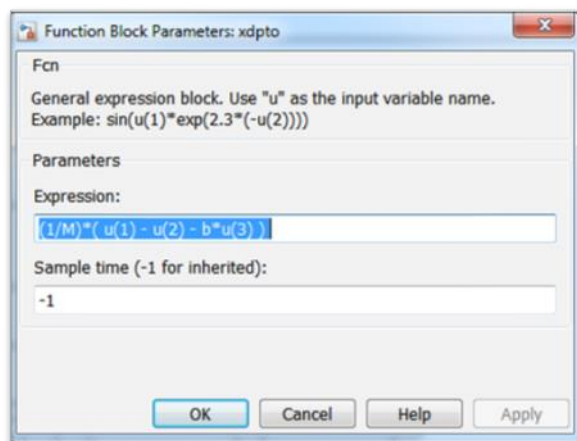 Function Block Parameters: xdpto
Fcn
General expression block. Use "u" as the input variable name.
Example: sin(u(1)*exp(2.3*(-u(2))))
Parameters
Expression:
(1/M)*( u(1) - u(2) - b*u(3) )
Sample time (-1 for inherited):
-1
OK Cancel Help Apply